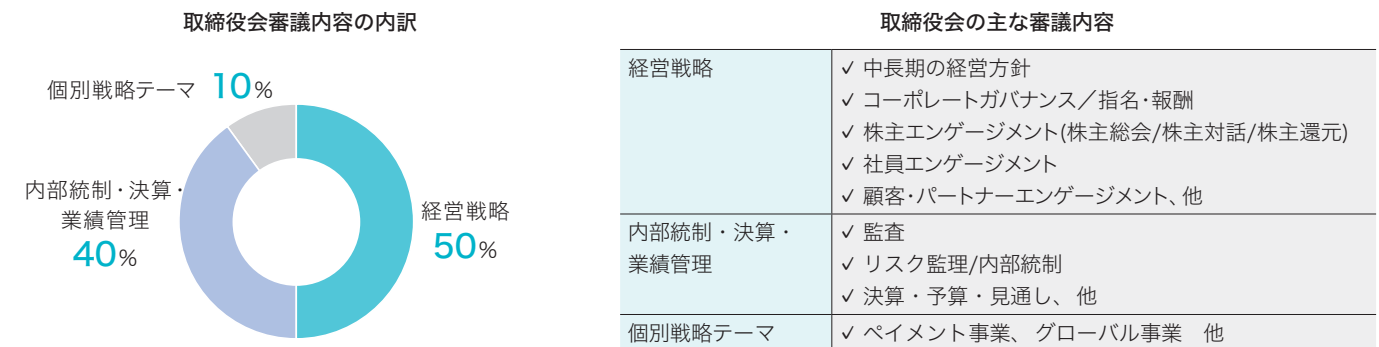 取締役会審議内容の内訳
個別戦略テーマ 10%
内部統制・決算・
業績管理
40%
経営戦略
50%
取締役会の主な審議内容
経営戦略
✓ 中長期の経営方針
✓ コーポレートガバナンス／指名・報酬
✓ 株主エンゲージメント(株主総会/株主対話/株主還元)
✓ 社員エンゲージメント
✓ 顧客・パートナーエンゲージメント、他
内部統制・決算・
業績管理
✓ 監査
✓ リスク監理/内部統制
✓ 決算・予算・見通し、他
個別戦略テーマ
✓ ペイメント事業、グローバル事業　他